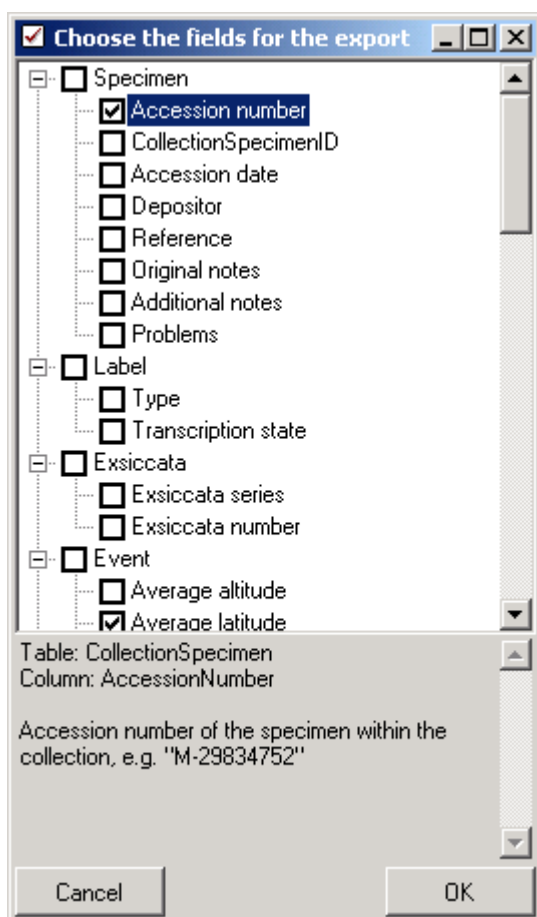 Choose the fields for the export
Specimen
Accession number
CollectionSpecimenID
Accession date
Depositor
Reference
Original notes
Additional notes
Problems
Label
Type
Transcription state
Exsiccata
Exsiccata series
Exsiccata number
Event
Average altitude
Average latitude
Table: CollectionSpecimen
Column: AccessionNumber
Accession number of the specimen within the
collection, e.g. "M-29834752"
Cancel
OK